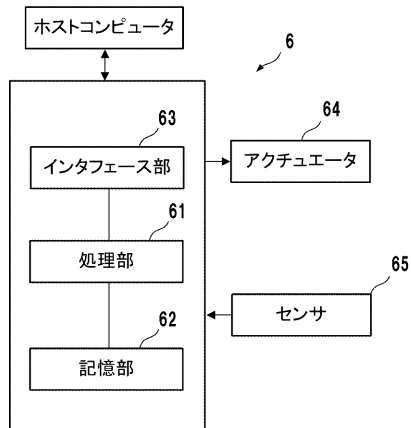 ホストコンピュータ
6
63
インタフェース部
64
アクチュエータ
61
処理部
65
センサ
62
記憶部